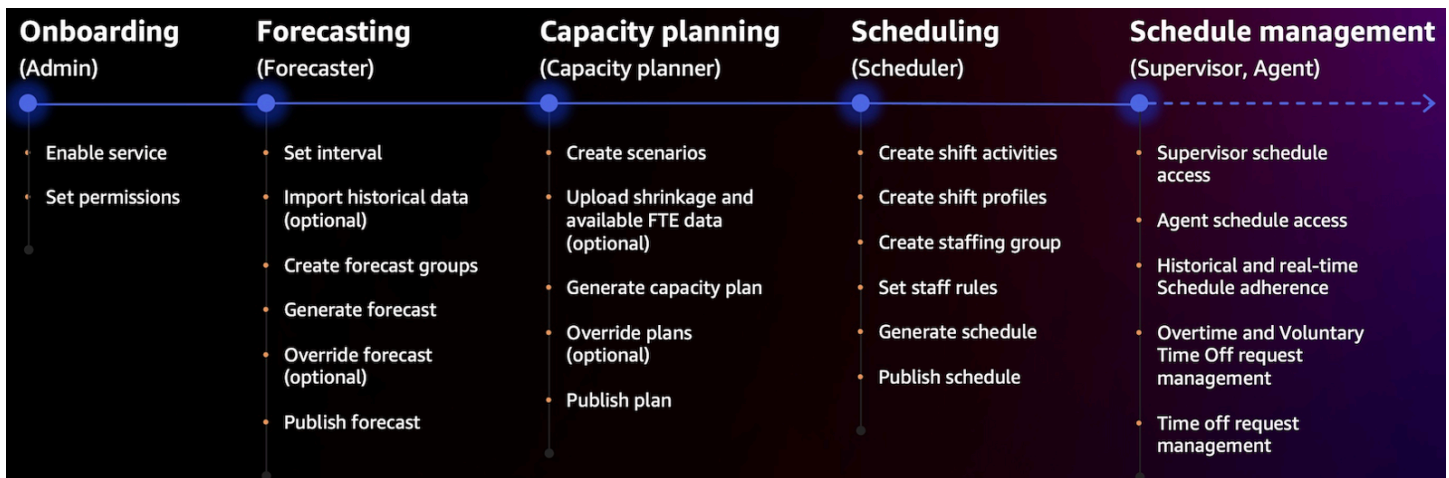 Onboarding
(Admin)
Enable service
Set permissions
Forecasting
(Forecaster)
Set interval
Import historical data
(optional)
Create forecast groups
Generate forecast
Override forecast
(optional)
Publish forecast
Capacity planning
(Capacity planner)
Create scenarios
Upload shrinkage and
available FTE data
(optional)
Generate capacity plan
Override plans
(optional)
Publish plan
Scheduling
(Scheduler)
Create shift activities
Create shift profiles
Create staffing group
Set staff rules
Generate schedule
Publish schedule
Schedule management
(Supervisor, Agent)
Supervisor schedule
access
Agent schedule access
Historical and real-time
Schedule adherence
Overtime and Voluntary
Time Off request
management
Time off request
management